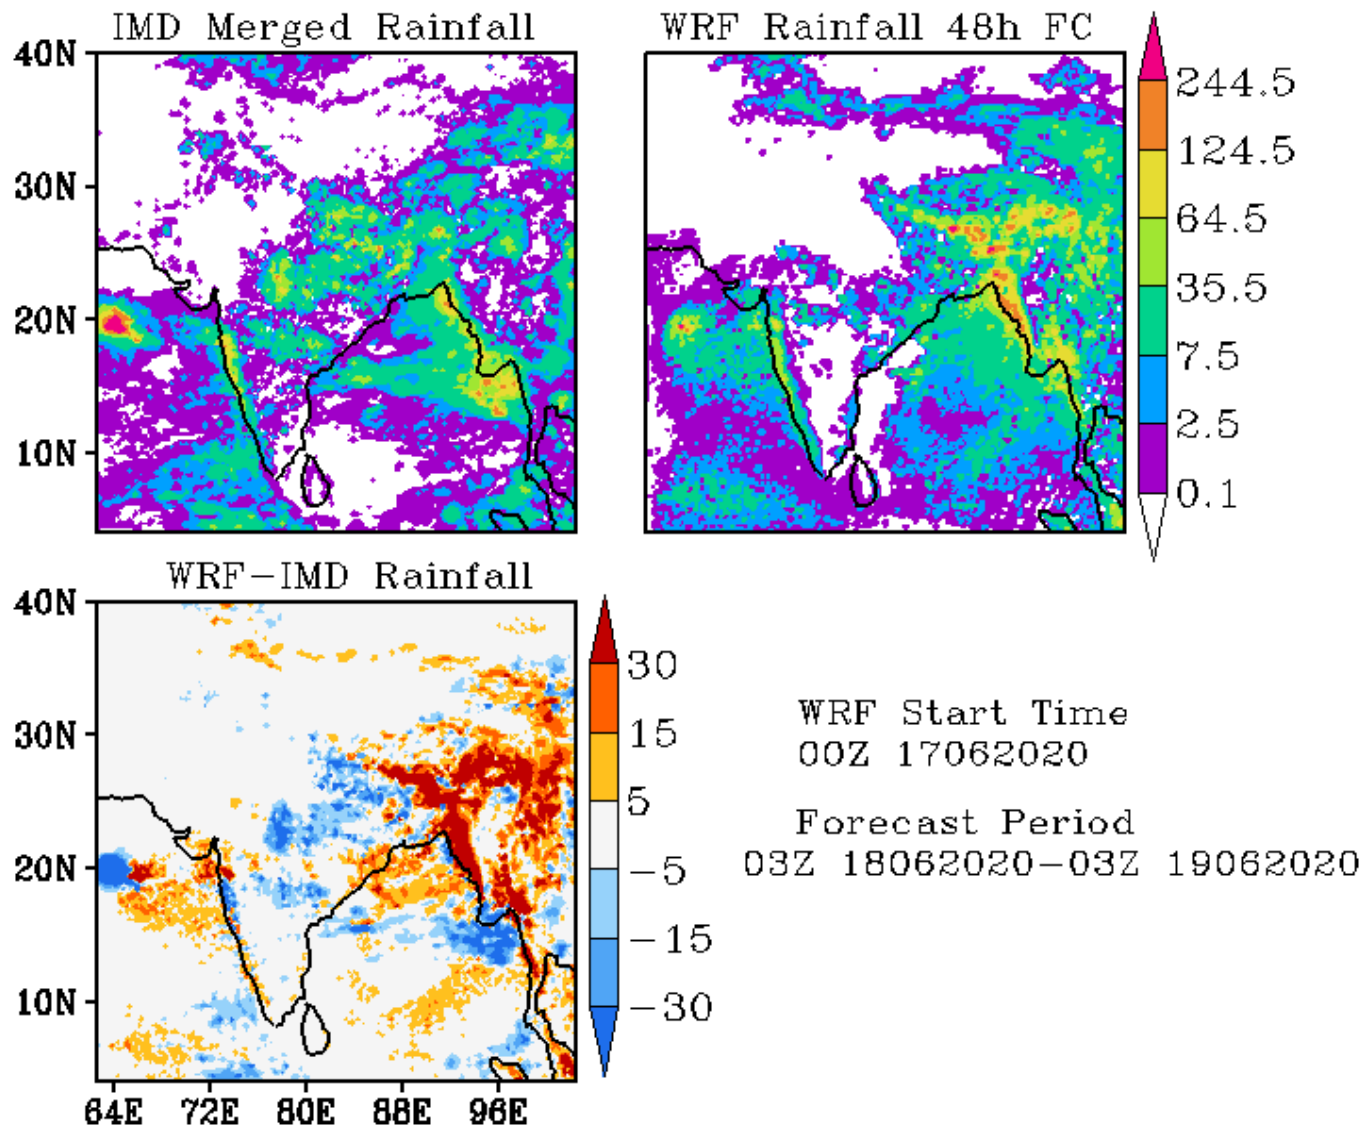 IMD Merged Rainfall
WRF Rainfall 48h FC
40N
30N
20N
10N
244.5
124.5
64.5
35.5
7.5
2.5
0.1
WRF-IMD Rainfall
40N
30N
20N
10N
64E 72E 80E 88E 96E
30
15
5
-5
-15
-30
WRF Start Time
00Z 17062020
Forecast Period
03Z 18062020-03Z 19062020